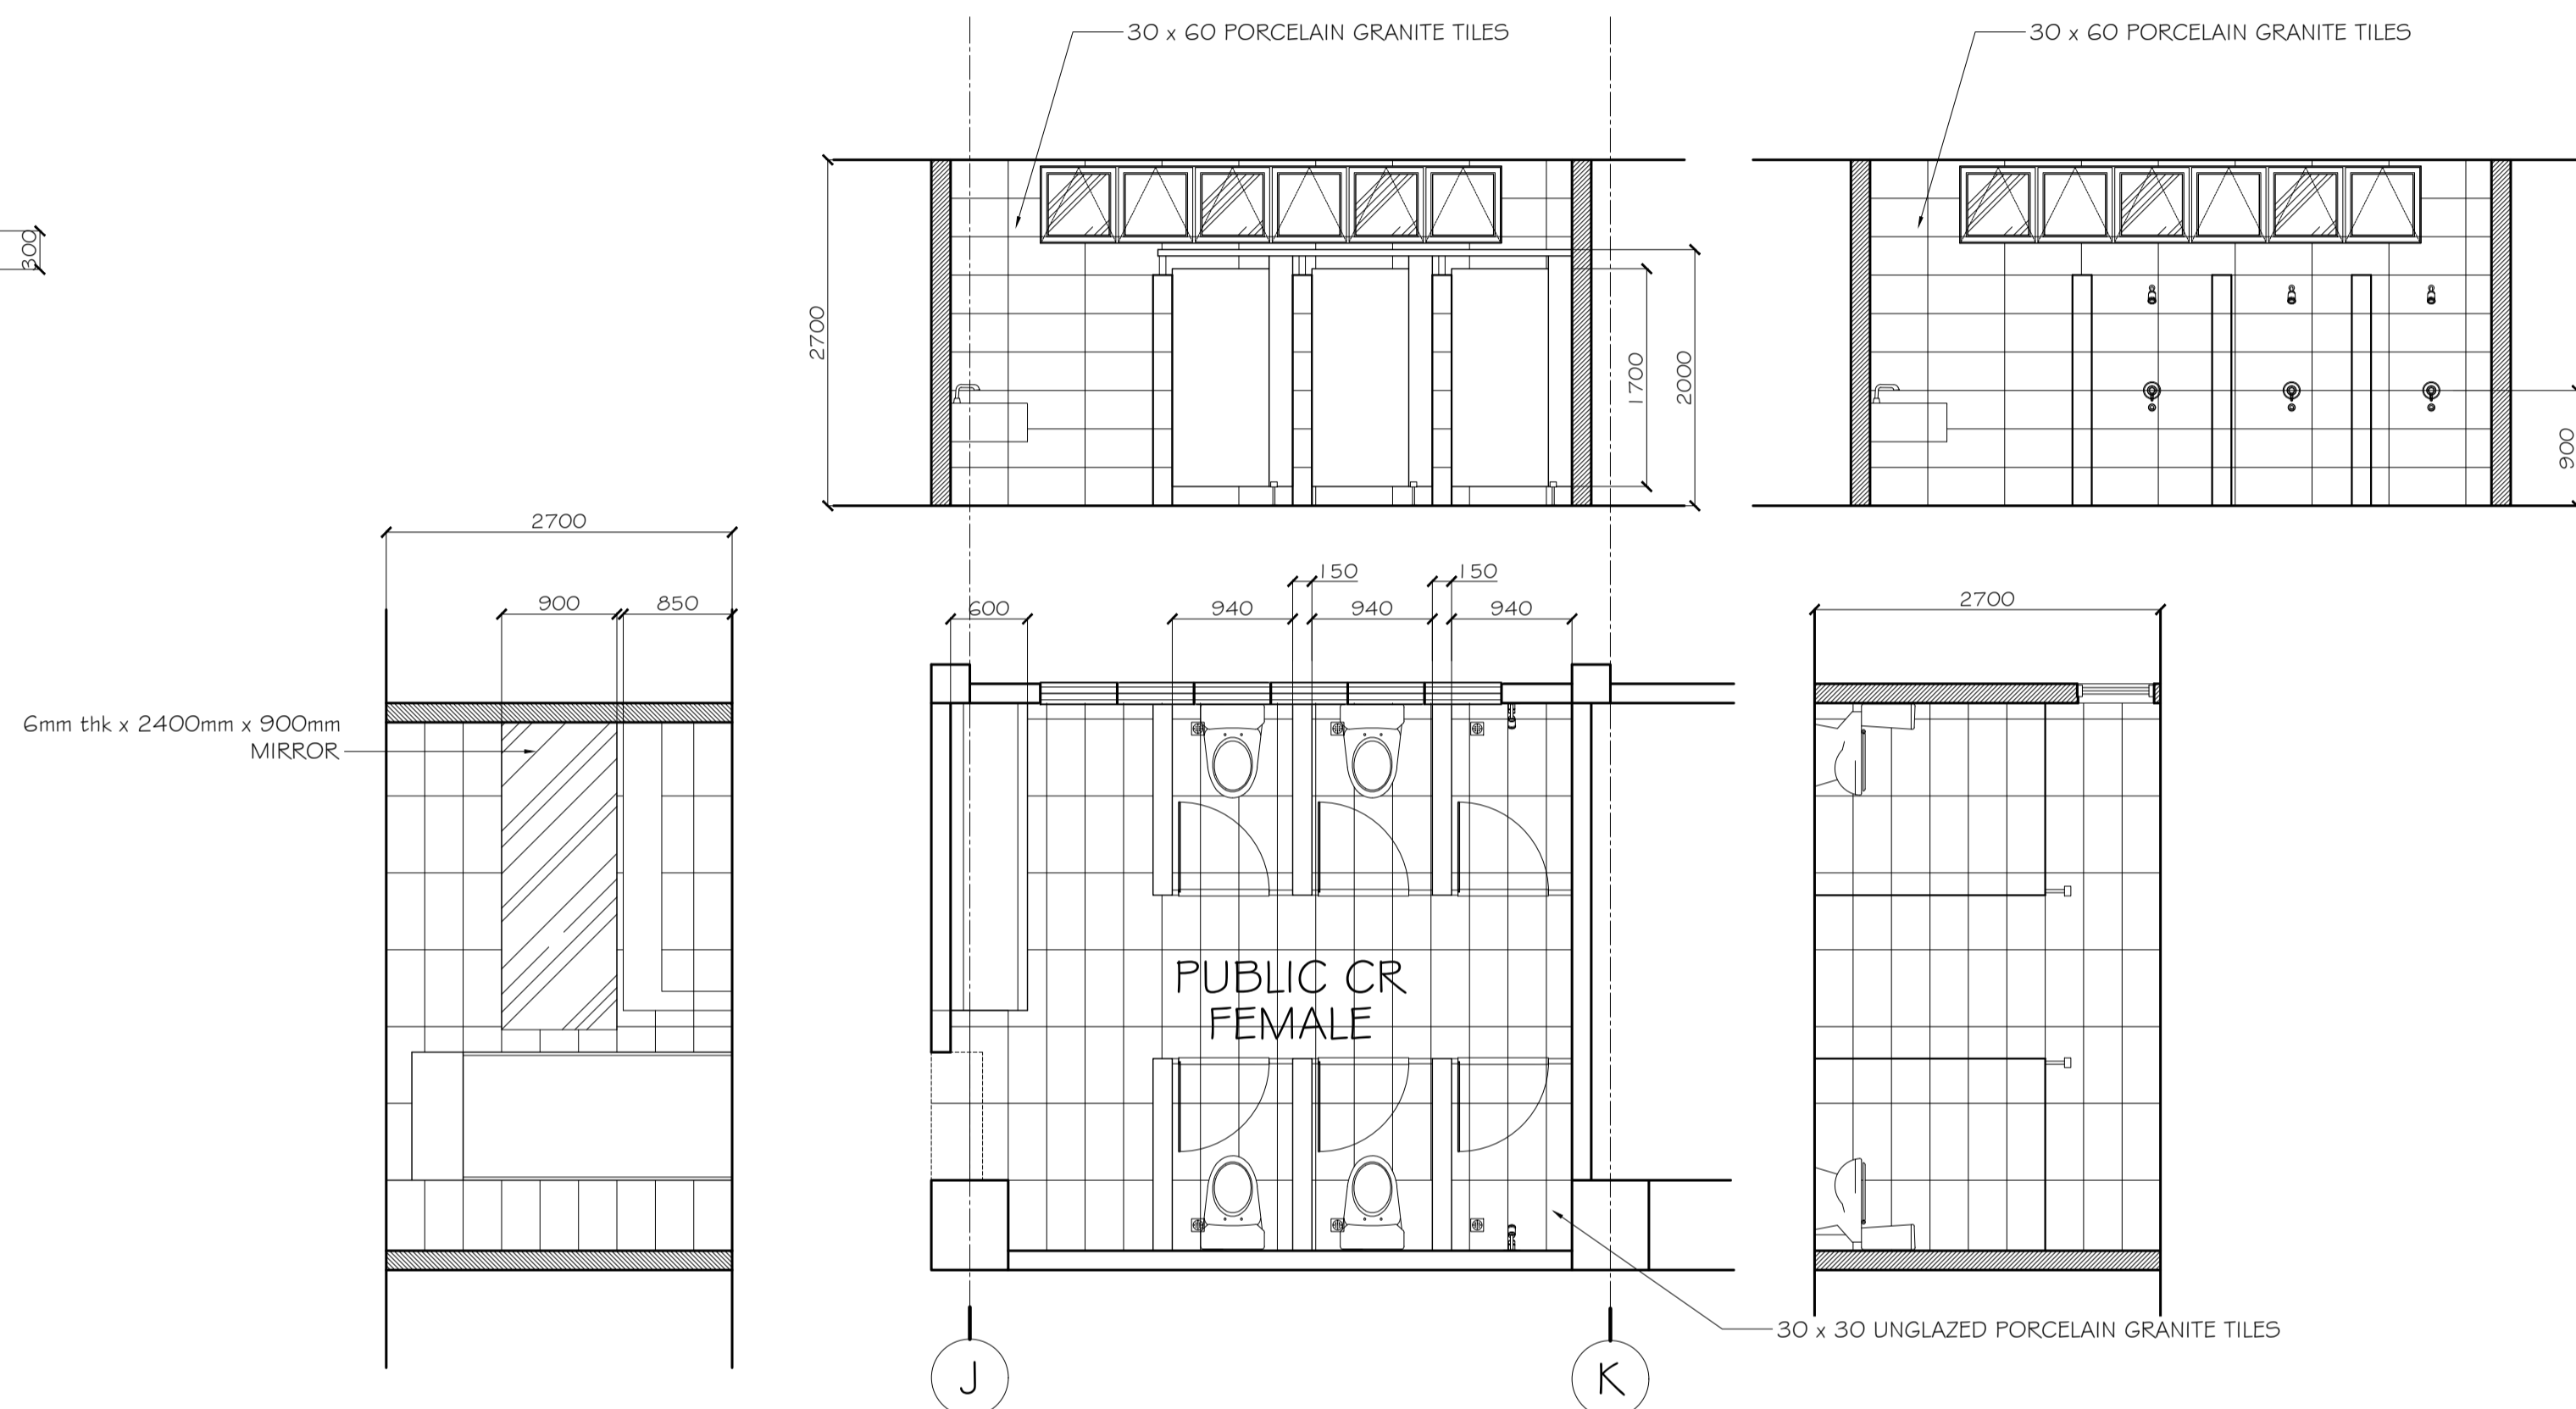 30 x 60 PORCELAIN GRANITE TILES
30 x 60 PORCELAIN GRANITE TILES
300
2700
1700
2000
900
2700
900
850
600
940
150
940
150
940
2700
6mm thk x 2400mm x 900mm
MIRROR
PUBLIC CR
FEMALE
30 x 30 UNGLAZED PORCELAIN GRANITE TILES
J
K